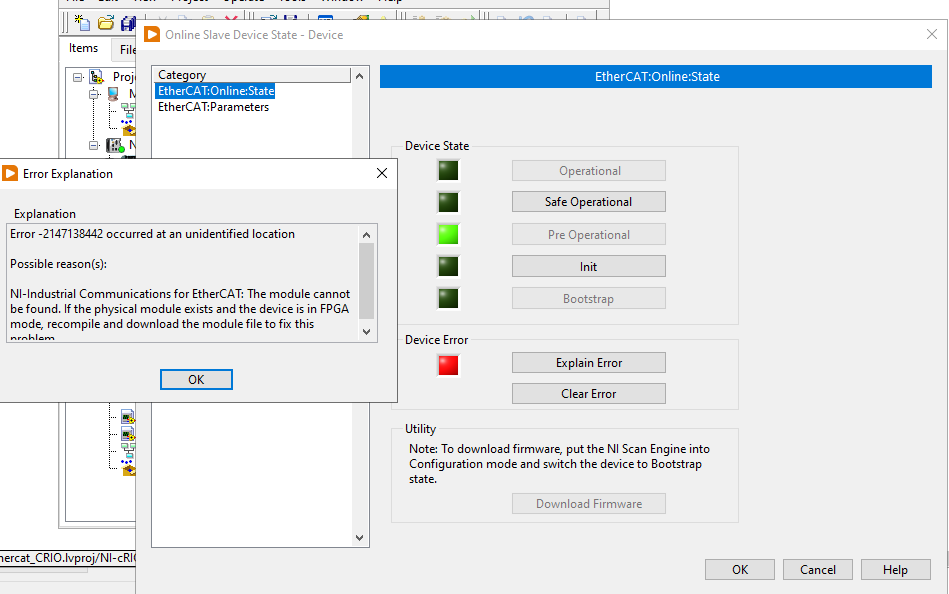 Online Slave Device State - Device
Items
File
Category
EtherCAT:Online:State
EtherCAT:Parameters
EtherCAT:Online:State
Device State
Operational
Safe Operational
Pre Operational
Init
Bootstrap
Device Error
Explain Error
Clear Error
Utility
Note: To download firmware, put the NI Scan Engine into
Configuration mode and switch the device to Bootstrap
state.
Download Firmware
OK
Cancel
Help
Error Explanation
Explanation
Error -2147138442 occurred at an unidentified location
Possible reason(s):
NI-Industrial Communications for EtherCAT: The module cannot
be found. If the physical module exists and the device is in FPGA
mode, recompile and download the module file to fix this
problem
OK
hercat_CRIO.lvproj/NI-cRIO